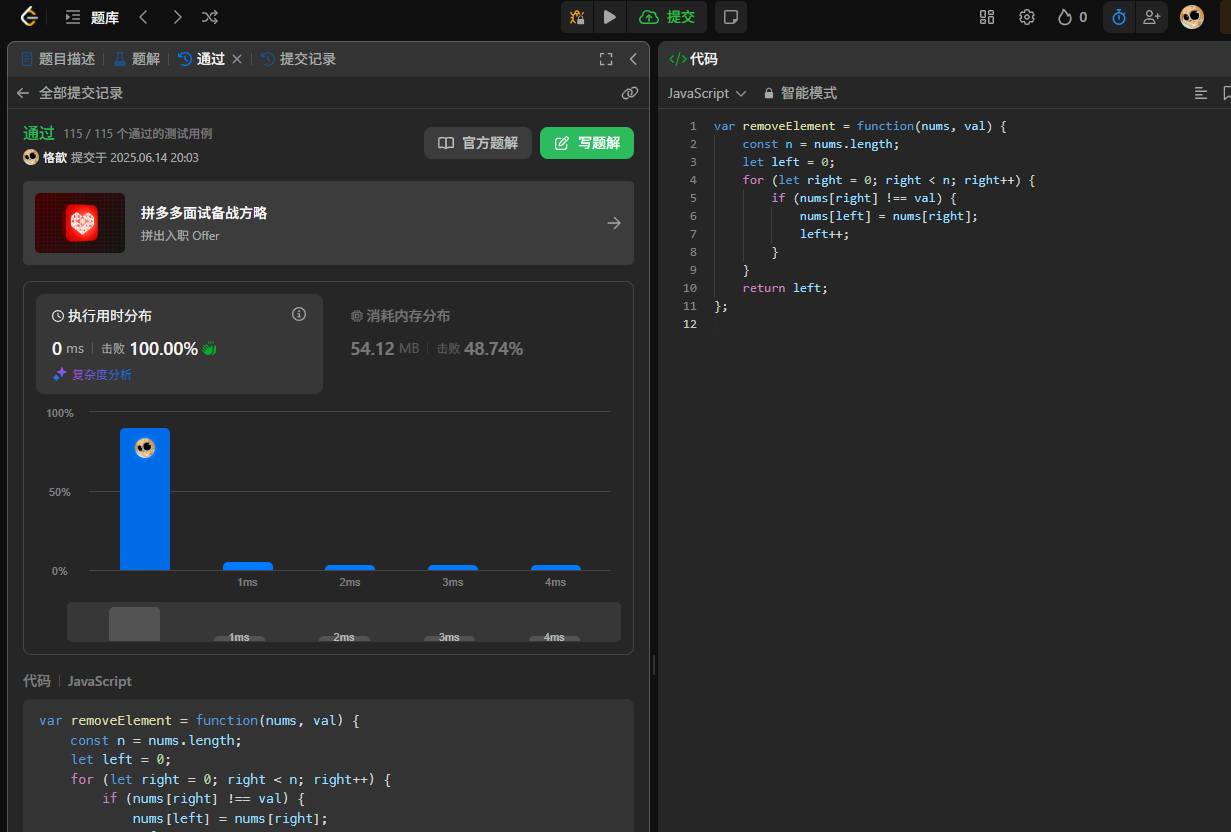 题库
提交
0
题目描述 题解 通过 提交记录
全部提交记录
通过 115 / 115 个通过的测试用例
恪歆 提交于 2025.06.14 20:03
官方题解
写题解
拼多多面试备战方略
拼出入职 Offer
执行用时分布
0 ms 击败 100.00%
复杂度分析
消耗内存分布
54.12 MB 击败 48.74%
100%
50%
0%
1ms 2ms 3ms 4ms
1ms 2ms 3ms 4ms
代码 JavaScript
var removeElement = function(nums, val) {
    const n = nums.length;
    let left = 0;
    for (let right = 0; right < n; right++) {
        if (nums[right] !== val) {
            nums[left] = nums[right];
</> 代码
JavaScript 智能模式
1 var removeElement = function(nums, val) {
2     const n = nums.length;
3     let left = 0;
4     for (let right = 0; right < n; right++) {
5         if (nums[right] !== val) {
6             nums[left] = nums[right];
7             left++;
8         }
9     }
10     return left;
11 };
12